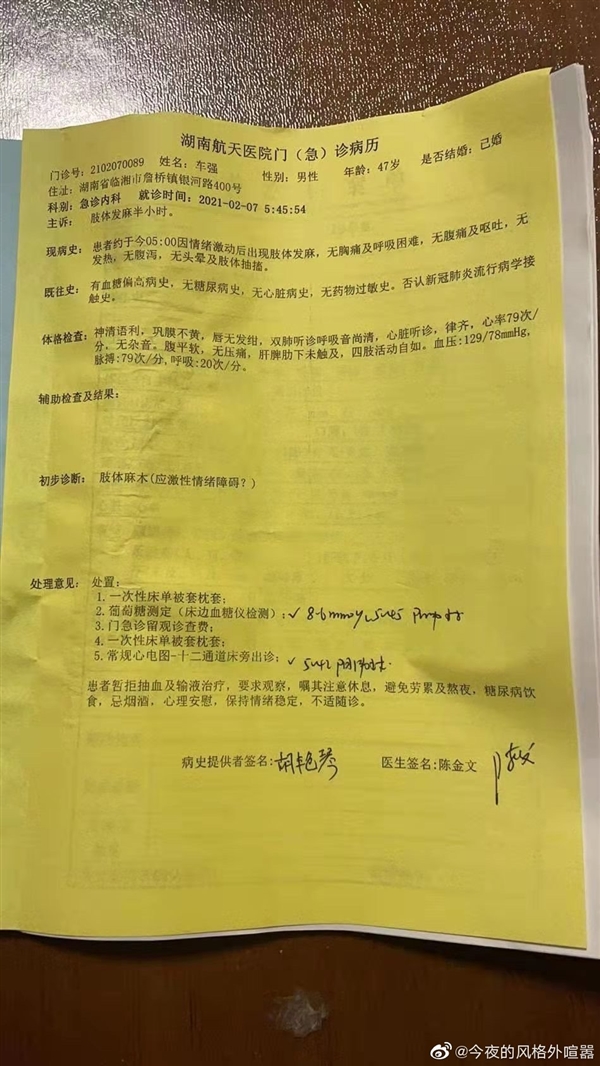 湖南航天医院门（急）诊病历
门诊号：2102070089 姓名：车强 性别：男性 年龄：47岁 是否结婚：己婚
住址：湖南省临湘市詹桥镇银河路400号
科别：急诊内科 就诊时间：2021-02-07 5:45:54
主诉： 肢体发麻半小时。
现病史： 患者约于今05:00因情绪激动后出现肢体发麻，无胸痛及呼吸困难，无腹痛及呕吐，无
发热，无腹泻，无头晕及肢体抽搐。
既往史： 有血糖偏高病史，无糖尿病史，无心脏病史，无药物过敏史。否认新冠肺炎流行病学接
触史。
体格检查： 神清语利，巩膜不黄，唇无发绀，双肺听诊呼吸音尚清，心脏听诊，律齐，心率79次/
分，无杂音。腹平软，无压痛，肝脾肋下未触及，四肢活动自如。血压:129/78mmHg,
脉搏:79次/分,呼吸:20次/分。
辅助检查及结果：
初步诊断： 肢体麻木(应激性情绪障碍？)
处理意见： 处置：
1.一次性床单被套枕套；
2.葡萄糖测定（床边血糖仪检测）；✓
3.门急诊留观诊查费；
4.一次性床单被套枕套；
5.常规心电图-十二通道床旁出诊；✓
患者暂拒抽血及输液治疗，要求观察，嘱其注意休息，避免劳累及熬夜，糖尿病饮
食，忌烟酒，心理安慰，保持情绪稳定，不适随诊。
病史提供者签名：胡艳琴 医生签名：陈金文
@今夜的风格外喧嚣